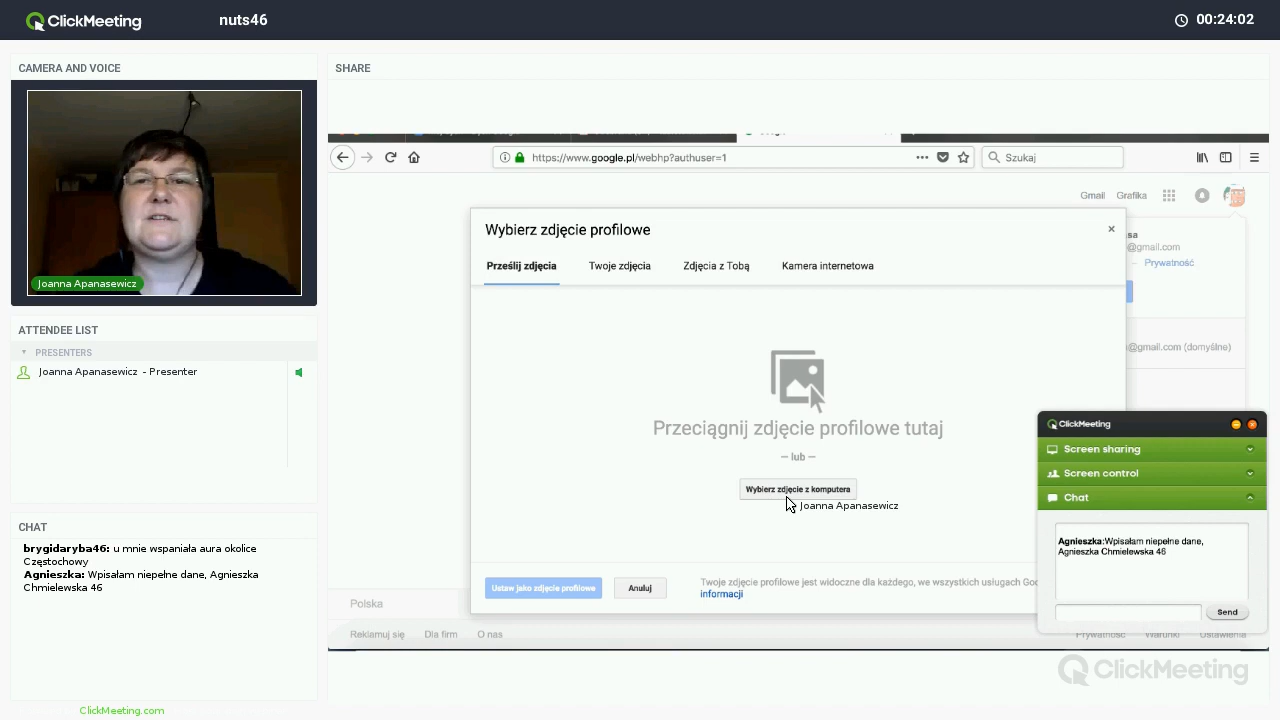 ClickMeeting
nuts46
00:24:02
CAMERA AND VOICE
Joanna Apanasewicz
ATTENDEE LIST
PRESENTERS
Joanna Apanasewicz - Presenter
CHAT
brygidaryba46: u mnie wspaniała aura okolice
Częstochowy
Agnieszka: Wpisałam niepełne dane, Agnieszka
Chmielewska 46
ClickMeeting.com
SHARE
https://www.google.pl/webhp?authuser=1
Szukaj
Gmail Grafika
Wybierz zdjęcie profilowe
×
Prześlij zdjęcia Twoje zdjęcia Zdjęcia z Tobą Kamera internetowa
sa
@gmail.com
– Prywatność
@gmail.com (domyślne)
Przeciągnij zdjęcie profilowe tutaj
— lub —
Wybierz zdjęcie z komputera
Joanna Apanasewicz
Ustaw jako zdjęcie profilowe Anuluj
Twoje zdjęcie profilowe jest widoczne dla każdego, we wszystkich usługach Goo
informacji
Polska
Reklamuj się Dla firm O nas
Prywatność Warunki Ustawienia
ClickMeeting
Screen sharing
Screen control
Chat
Agnieszka:Wpisałam niepełne dane,
Agnieszka Chmielewska 46
Send
ClickMeeting